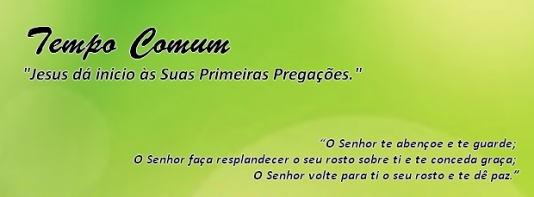 Tempo Comum
"Jesus dá inicio às Suas Primeiras Pregações."
"O Senhor te abençoe e te guarde;
O Senhor faça resplandecer o seu rosto sobre ti e te conceda graça;
O Senhor volte para ti o seu rosto e te dê paz."